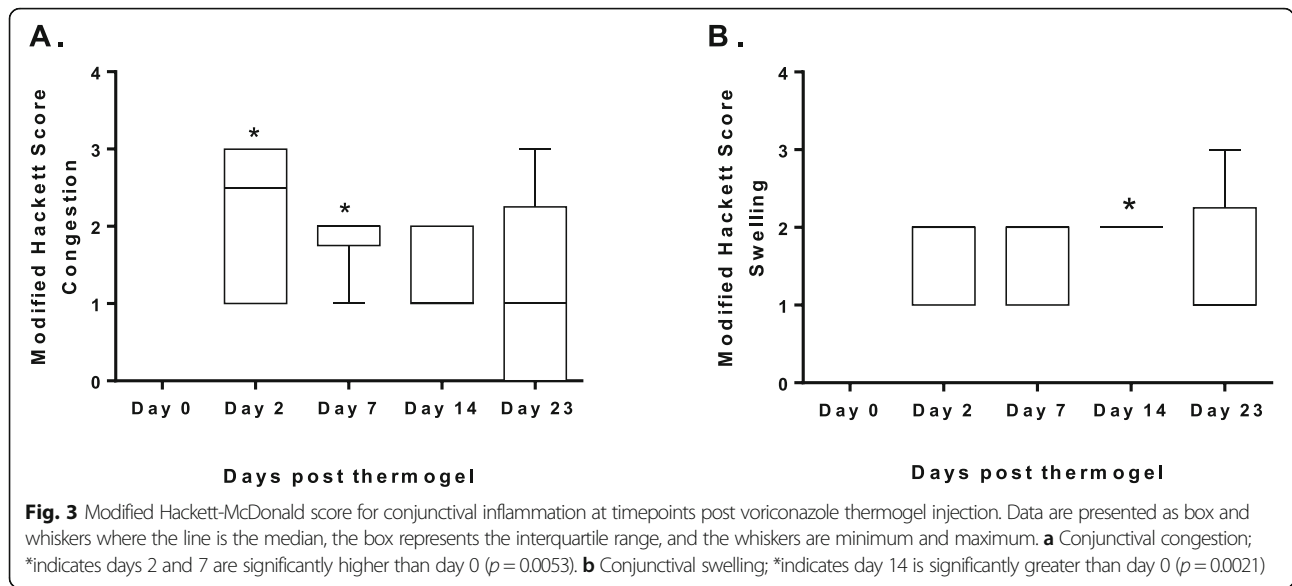 A.
Modified Hackett Score
Congestion
4
3
2
1
0
*
*
Day 0 Day 2 Day 7 Day 14 Day 23
Days post thermogel
B.
Modified Hackett Score
Swelling
4
3
2
1
0
*
Day 0 Day 2 Day 7 Day 14 Day 23
Days post thermogel
Fig. 3 Modified Hackett-McDonald score for conjunctival inflammation at timepoints post voriconazole thermogel injection. Data are presented as box and
whiskers where the line is the median, the box represents the interquartile range, and the whiskers are minimum and maximum. a Conjunctival congestion;
*indicates days 2 and 7 are significantly higher than day 0 (p = 0.0053). b Conjunctival swelling; *indicates day 14 is significantly greater than day 0 (p = 0.0021)